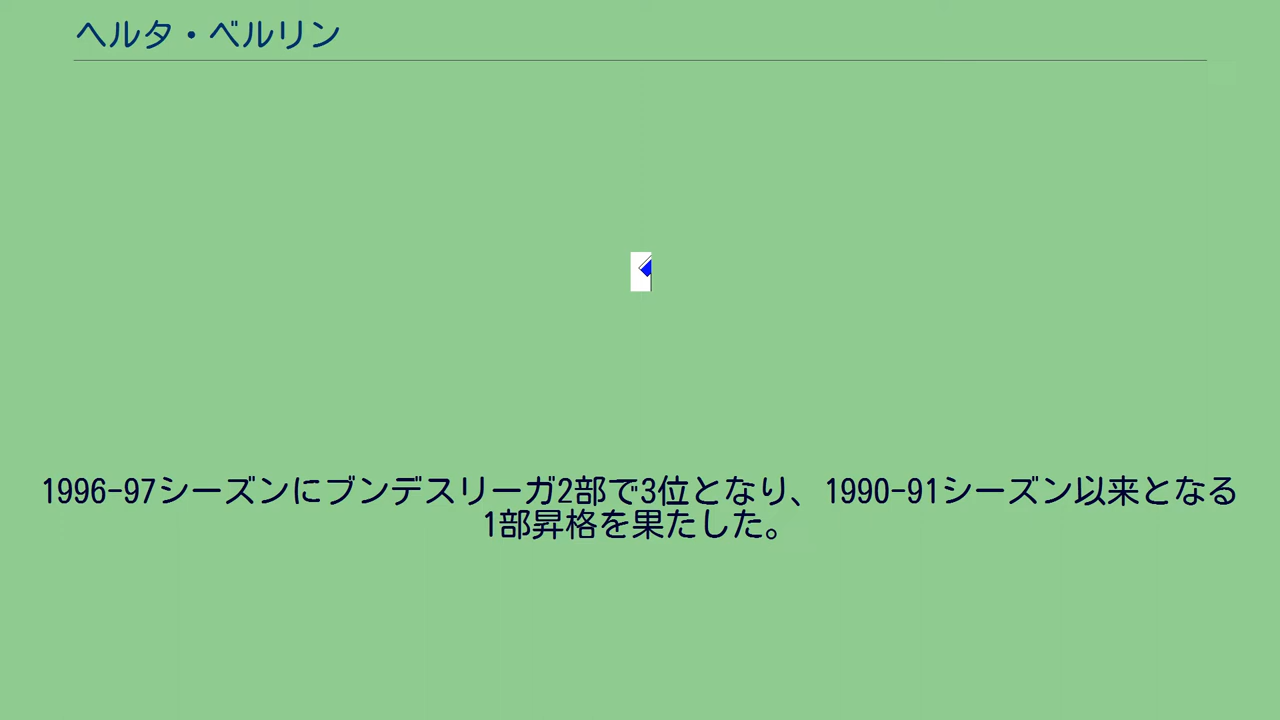 ヘルタ・ベルリン
1996-97シーズンにブンデスリーガ2部で3位となり、1990-91シーズン以来となる
1部昇格を果たした。